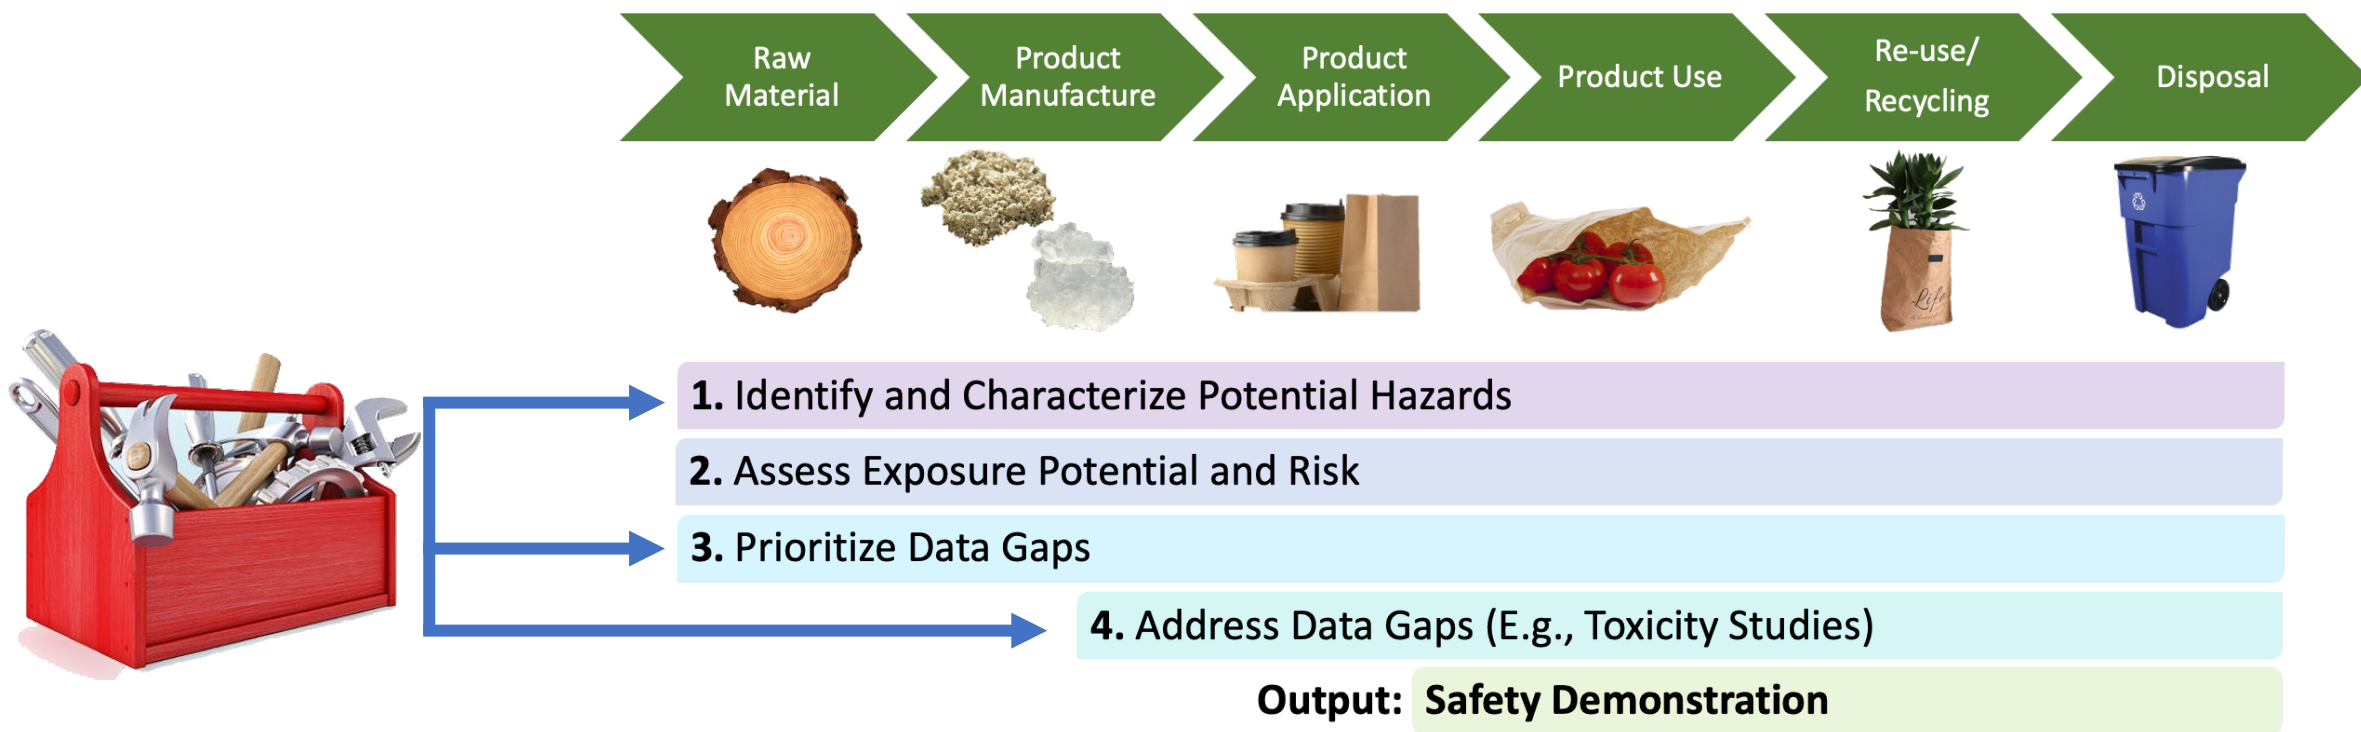 Raw
Material
Product
Manufacture
Product
Application
Product Use
Re-use/
Recycling
Disposal
Life
1. Identify and Characterize Potential Hazards
2. Assess Exposure Potential and Risk
3. Prioritize Data Gaps
4. Address Data Gaps (E.g., Toxicity Studies)
Output: Safety Demonstration